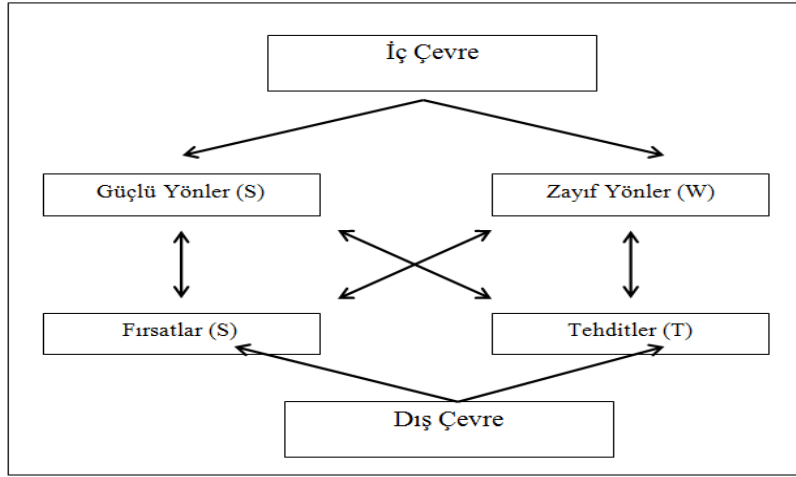 İç Çevre
Güçlü Yönler (S)
Zayıf Yönler (W)
Fırsatlar (S)
Tehditler (T)
Dış Çevre